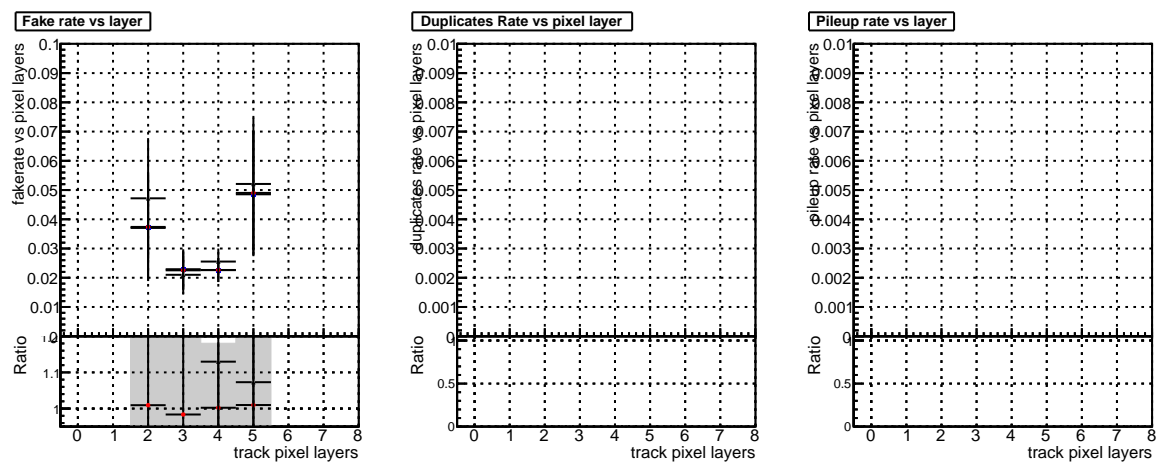 Fake rate vs layer
fakerate vs pixel layers
0.1
0.09
0.08
0.07
0.06
0.05
0.04
0.03
0.02
0.01
0
Ratio
1.1
1
0 1 2 3 4 5 6 7 8
track pixel layers
Duplicates Rate vs pixel layer
duplicates rate vs pixel layers
0.01
0.009
0.008
0.007
0.006
0.005
0.004
0.003
0.002
0.001
0
Ratio
1
0.5
0
0 1 2 3 4 5 6 7 8
track pixel layers
Pileup rate vs layer
pileup rate vs pixel layers
0.01
0.009
0.008
0.007
0.006
0.005
0.004
0.003
0.002
0.001
0
Ratio
1
0.5
0
0 1 2 3 4 5 6 7 8
track pixel layers